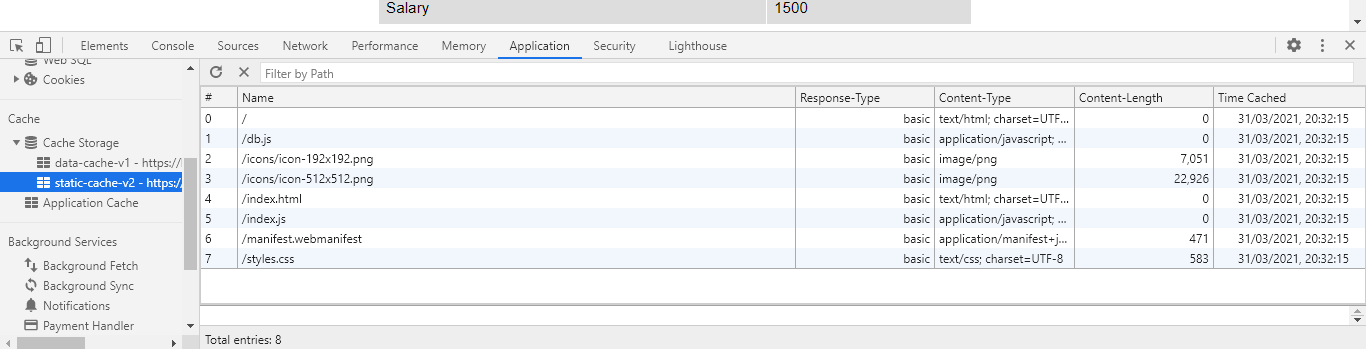 Salary 1500
Elements Console Sources Network Performance Memory Application Security Lighthouse
Web SQL
Cookies
Cache
Cache Storage
data-cache-v1 - https://
static-cache-v2 - https://
Application Cache
Background Services
Background Fetch
Background Sync
Notifications
Payment Handler
Filter by Path
# Name Response-Type Content-Type Content-Length Time Cached
0 / basic text/html; charset=UTF... 0 31/03/2021, 20:32:15
1 /db.js basic application/javascript; ... 0 31/03/2021, 20:32:15
2 /icons/icon-192x192.png basic image/png 7,051 31/03/2021, 20:32:15
3 /icons/icon-512x512.png basic image/png 22,926 31/03/2021, 20:32:15
4 /index.html basic text/html; charset=UTF... 0 31/03/2021, 20:32:15
5 /index.js basic application/javascript; ... 0 31/03/2021, 20:32:15
6 /manifest.webmanifest basic application/manifest+j... 471 31/03/2021, 20:32:15
7 /styles.css basic text/css; charset=UTF-8 583 31/03/2021, 20:32:15
Total entries: 8